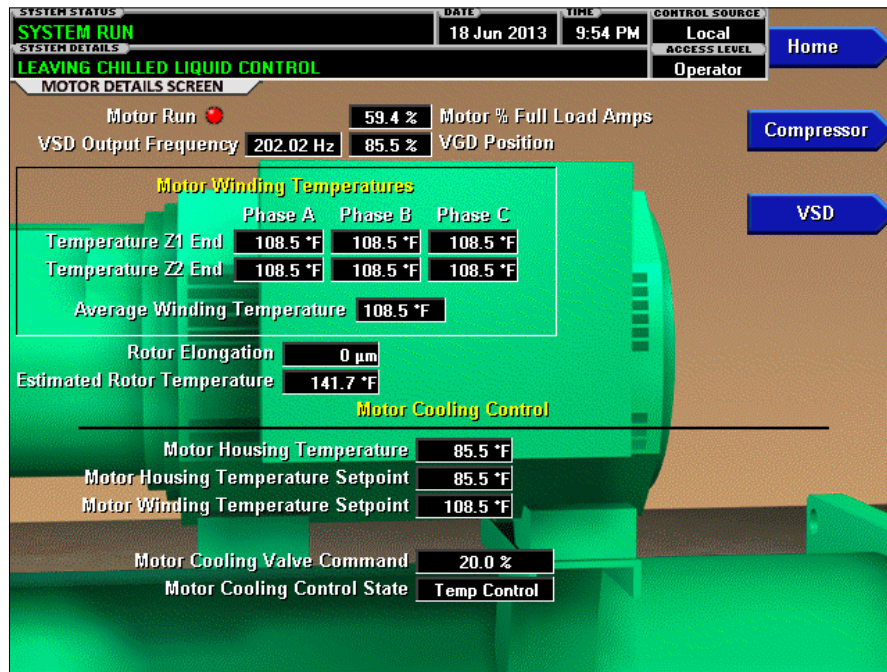 SYSTEM STATUS
SYSTEM RUN
DATE
18 Jun 2013
TIME
9:54 PM
CONTROL SOURCE
Local
SYSTEM DETAILS
LEAVING CHILLED LIQUID CONTROL
ACCESS LEVEL
Operator
Home
MOTOR DETAILS SCREEN
Motor Run
59.4 % Motor % Full Load Amps
VSD Output Frequency 202.02 Hz
85.5 % VGD Position
Compressor
VSD
Motor Winding Temperatures
Phase A Phase B Phase C
Temperature Z1 End 108.5 °F 108.5 °F 108.5 °F
Temperature Z2 End 108.5 °F 108.5 °F 108.5 °F
Average Winding Temperature 108.5 °F
Rotor Elongation 0 µm
Estimated Rotor Temperature 141.7 °F
Motor Cooling Control
Motor Housing Temperature 85.5 °F
Motor Housing Temperature Setpoint 85.5 °F
Motor Winding Temperature Setpoint 108.5 °F
Motor Cooling Valve Command 20.0 %
Motor Cooling Control State Temp Control